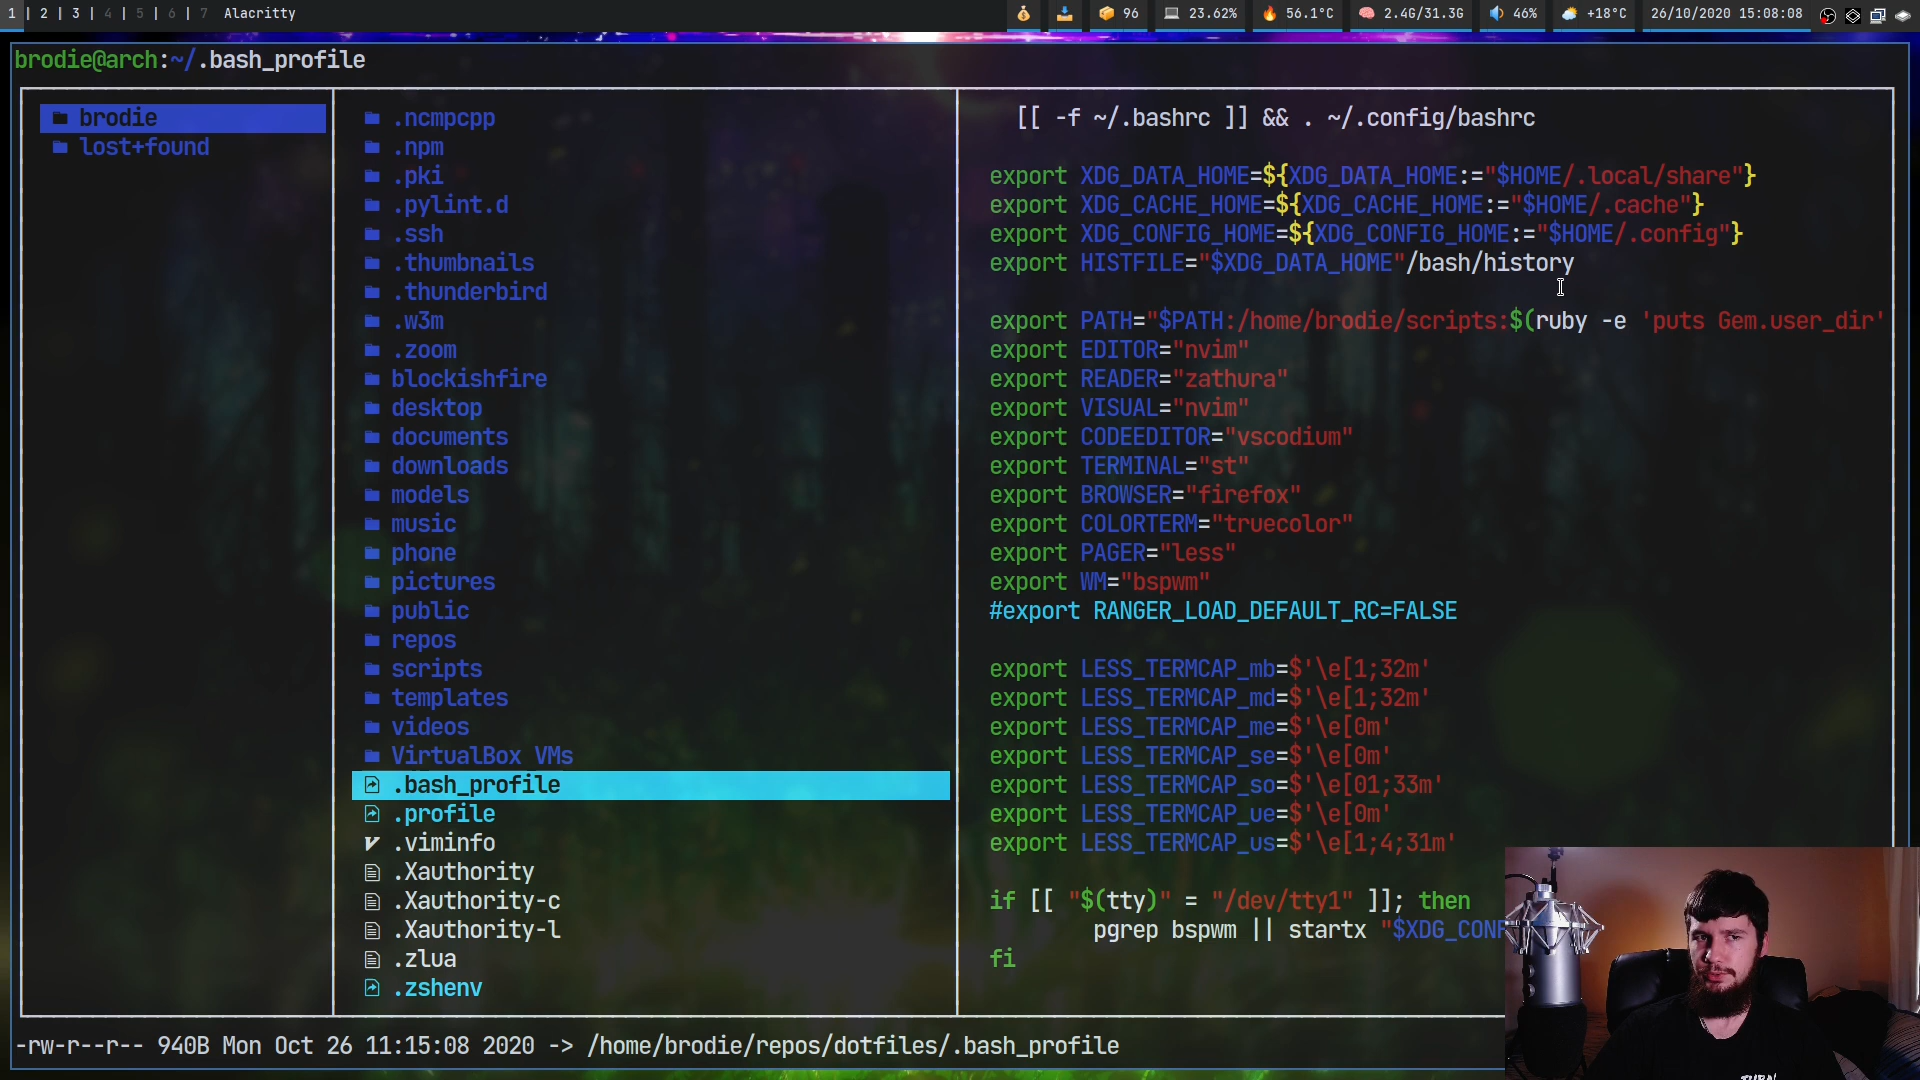 1 | 2 | 3 | 4 | 5 | 6 | 7 Alacritty
96 23.62% 56.1°C 2.4G/31.3G 46% +18°C 26/10/2020 15:08:08
brodie@arch:~/.bash_profile
brodie
lost+found
.ncmpcpp
.npm
.pki
.pylint.d
.ssh
.thumbnails
.thunderbird
.w3m
.zoom
blockishfire
desktop
documents
downloads
models
music
phone
pictures
public
repos
scripts
templates
videos
VirtualBox VMs
.bash_profile
.profile
.viminfo
.Xauthority
.Xauthority-c
.Xauthority-l
.zlua
.zshenv
[[ -f ~/.bashrc ]] && . ~/.config/bashrc
export XDG_DATA_HOME=${XDG_DATA_HOME:="$HOME/.local/share"}
export XDG_CACHE_HOME=${XDG_CACHE_HOME:="$HOME/.cache"}
export XDG_CONFIG_HOME=${XDG_CONFIG_HOME:="$HOME/.config"}
export HISTFILE="$XDG_DATA_HOME"/bash/history
export PATH="$PATH:/home/brodie/scripts:$(ruby -e 'puts Gem.user_dir'
export EDITOR="nvim"
export READER="zathura"
export VISUAL="nvim"
export CODEEDITOR="vscodium"
export TERMINAL="st"
export BROWSER="firefox"
export COLORTERM="truecolor"
export PAGER="less"
export WM="bspwm"
#export RANGER_LOAD_DEFAULT_RC=FALSE
export LESS_TERMCAP_mb=$'\e[1;32m'
export LESS_TERMCAP_md=$'\e[1;32m'
export LESS_TERMCAP_me=$'\e[0m'
export LESS_TERMCAP_se=$'\e[0m'
export LESS_TERMCAP_so=$'\e[01;33m'
export LESS_TERMCAP_ue=$'\e[0m'
export LESS_TERMCAP_us=$'\e[1;4;31m'
if [[ "$(tty)" = "/dev/tty1" ]]; then
pgrep bspwm || startx "$XDG_CONF
fi
-rw-r--r-- 940B Mon Oct 26 11:15:08 2020 -> /home/brodie/repos/dotfiles/.bash_profile